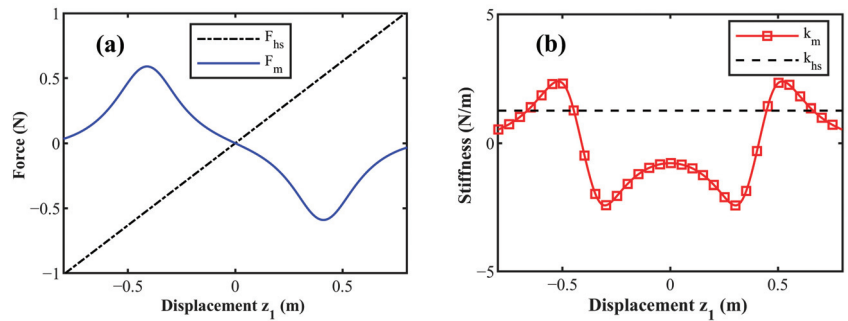 (a)
F_hs
F_m
1
0.5
0
−0.5
−1
Force (N)
−0.5
0
0.5
Displacement z_1 (m)
(b)
k_m
k_hs
5
0
−5
Stiffness (N/m)
−0.5
0
0.5
Displacement z_1 (m)